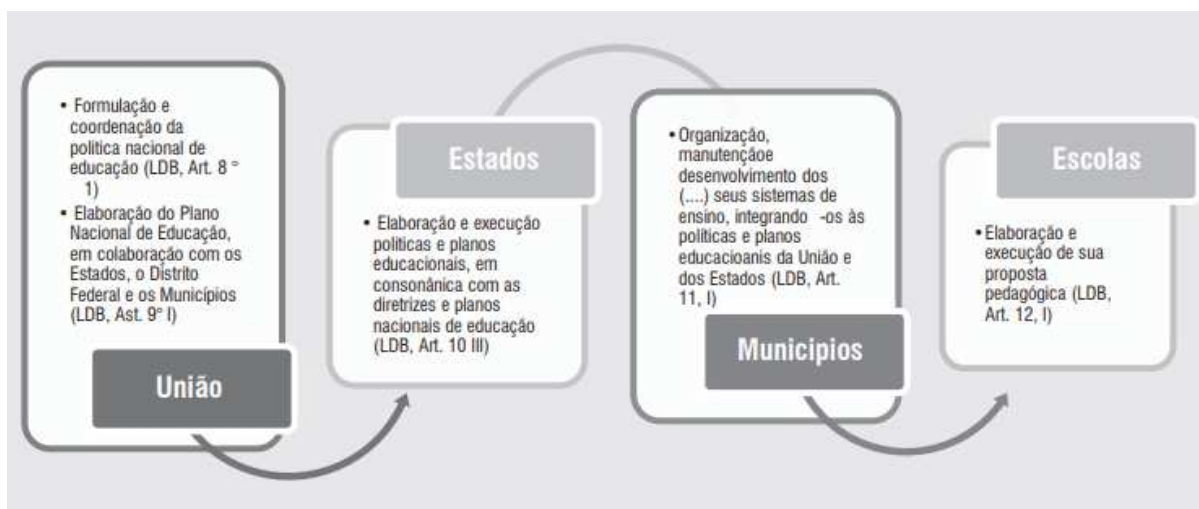 • Formulação e
coordenação da
política nacional de
educação (LDB, Art. 8 °
1)
• Elaboração do Plano
Nacional de Educação,
em colaboração com os
Estados, o Distrito
Federal e os Municípios
(LDB, Ast. 9° I)
União
Estados
• Elaboração e execução
políticas e planos
educacionais, em
consonânica com as
diretrizes e planos
nacionais de educação
(LDB, Art. 10 III)
• Organização,
manutençãoe
desenvolvimento dos
(....) seus sistemas de
ensino, integrando -os às
políticas e planos
educacioanis da União e
dos Estados (LDB, Art.
11, I)
Municipios
Escolas
• Elaboração e
execução de sua
proposta
pedagógica (LDB,
Art. 12, I)